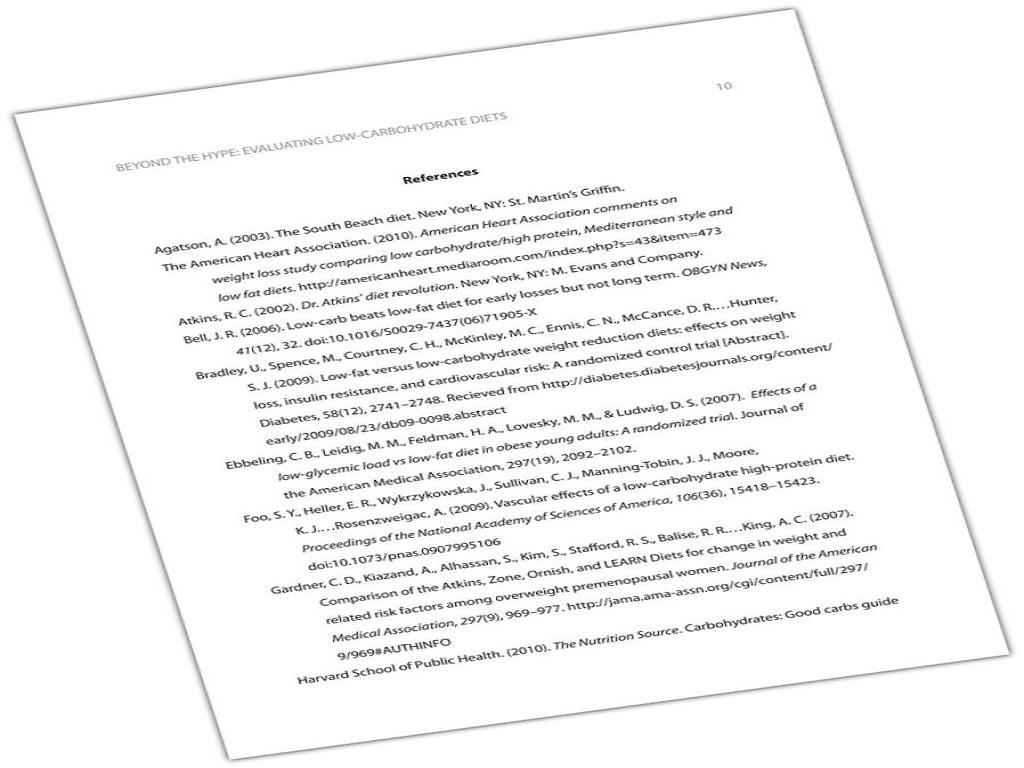 BEYOND THE HYPE: EVALUATING LOW-CARBOHYDRATE DIETS 10
References
Agatson, A. (2003). The South Beach diet. New York, NY: St. Martin's Griffin.
The American Heart Association. (2010). American Heart Association comments on
weight loss study comparing low carbohydrate/high protein, Mediterranean style and
low fat diets. http://americanheart.mediaroom.com/index.php?s=43&item=473
Atkins, R. C. (2002). Dr. Atkins' diet revolution. New York, NY: M. Evans and Company.
Bell, J. R. (2006). Low-carb beats low-fat diet for early losses but not long term. OBGYN News,
41(12), 32. doi:10.1016/S0029-7437(06)71905-X
Bradley, U., Spence, M., Courtney, C. H., McKinley, M. C., Ennis, C. N., McCance, D. R.…Hunter,
S. J. (2009). Low-fat versus low-carbohydrate weight reduction diets: effects on weight
loss, insulin resistance, and cardiovascular risk: A randomized control trial [Abstract].
Diabetes, 58(12), 2741–2748. Recieved from http://diabetes.diabetesjournals.org/content/
early/2009/08/23/db09-0098.abstract
Ebbeling, C. B., Leidig, M. M., Feldman, H. A., Lovesky, M. M., & Ludwig, D. S. (2007). Effects of a
low-glycemic load vs low-fat diet in obese young adults: A randomized trial. Journal of
the American Medical Association, 297(19), 2092–2102.
Foo, S. Y., Heller, E. R., Wykrzykowska, J., Sullivan, C. J., Manning-Tobin, J. J., Moore,
K. J.…Rosenzweigac, A. (2009). Vascular effects of a low-carbohydrate high-protein diet.
Proceedings of the National Academy of Sciences of America, 106(36), 15418–15423.
doi:10.1073/pnas.0907995106
Gardner, C. D., Kiazand, A., Alhassan, S., Kim, S., Stafford, R. S., Balise, R. R.…King, A. C. (2007).
Comparison of the Atkins, Zone, Ornish, and LEARN Diets for change in weight and
related risk factors among overweight premenopausal women. Journal of the American
Medical Association, 297(9), 969–977. http://jama.ama-assn.org/cgi/content/full/297/
9/969#AUTHINFO
Harvard School of Public Health. (2010). The Nutrition Source. Carbohydrates: Good carbs guide